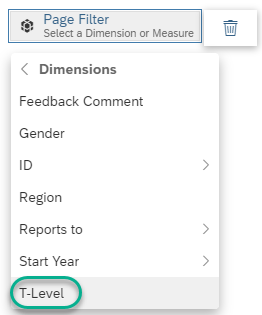 Page Filter
Select a Dimension or Measure
Dimensions
Feedback Comment
Gender
ID
Region
Reports to
Start Year
T-Level